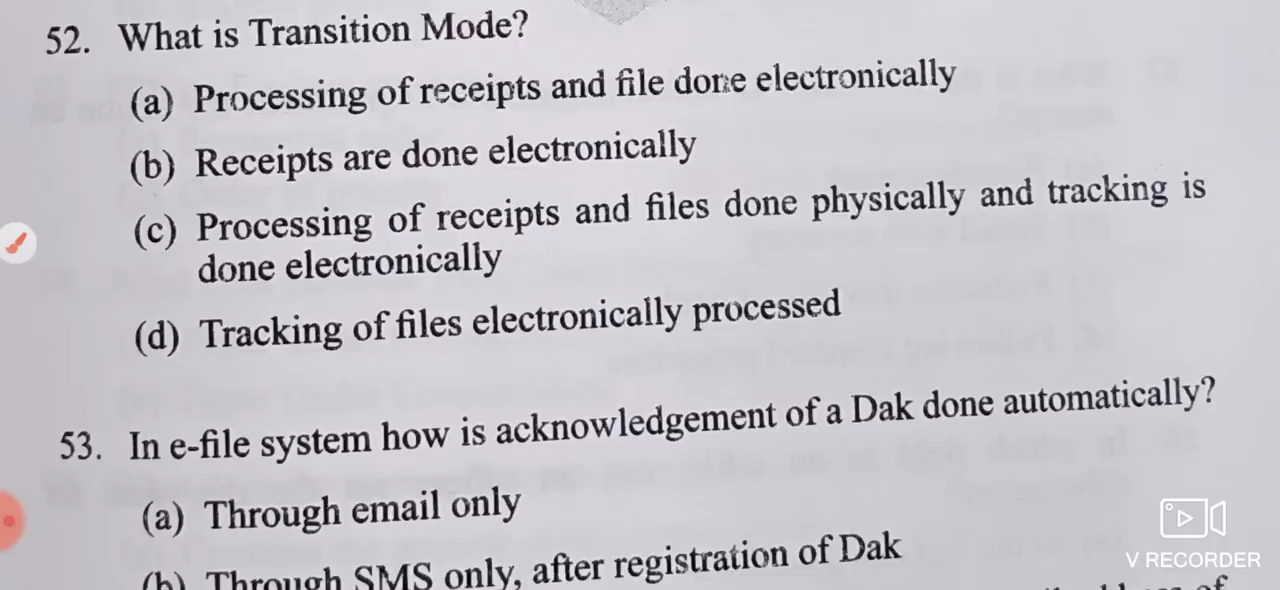 52. What is Transition Mode?
(a) Processing of receipts and file done electronically
(b) Receipts are done electronically
(c) Processing of receipts and files done physically and tracking is
done electronically
(d) Tracking of files electronically processed
53. In e-file system how is acknowledgement of a Dak done automatically?
(a) Through email only
(b) Through SMS only, after registration of Dak
of
V RECORDER